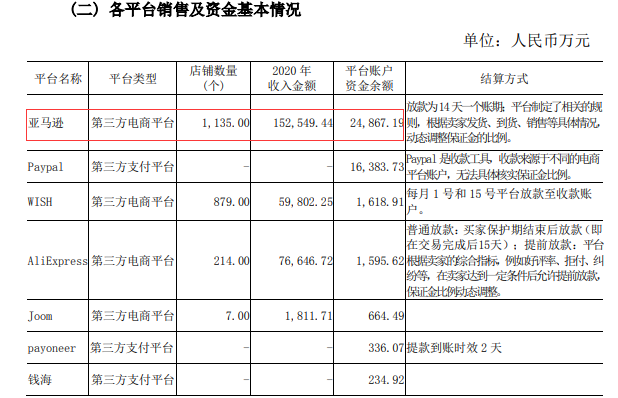 （二）各平台销售及资金基本情况
单位：人民币万元
平台名称 平台类型 店铺数量（个） 2020 年收入金额 平台账户资金余额 结算方式
亚马逊 第三方电商平台 1,135.00 152,549.44 24,867.19 放款为 14 天一个账期；平台制定了相关的规
则，根据卖家发货、到货、销售等具体情况，
动态调整保证金的比例。
Paypal 第三方支付平台 － － 16,383.73 Paypal 是收款工具，收款来源于不同的电商
平台账户，无法具体核实保证金比例。
WISH 第三方电商平台 879.00 59,802.25 1,618.91 每月 1 号和 15 号平台放款至收款账
户。
AliExpress 第三方电商平台 214.00 76,646.72 1,595.62 普通放款：买家保护期结束后放款（即
在交易完成后15天）；提前放款：平台
根据卖家的综合指标，例如好评率、拒付、纠
纷等，在卖家达到一定条件后允许提前放款，
保证金比例动态调整。
Joom 第三方电商平台 7.00 1,811.71 664.49
payoneer 第三方支付平台 － － 336.07 提款到账时效 2 天
钱海 第三方支付平台 － － 234.92